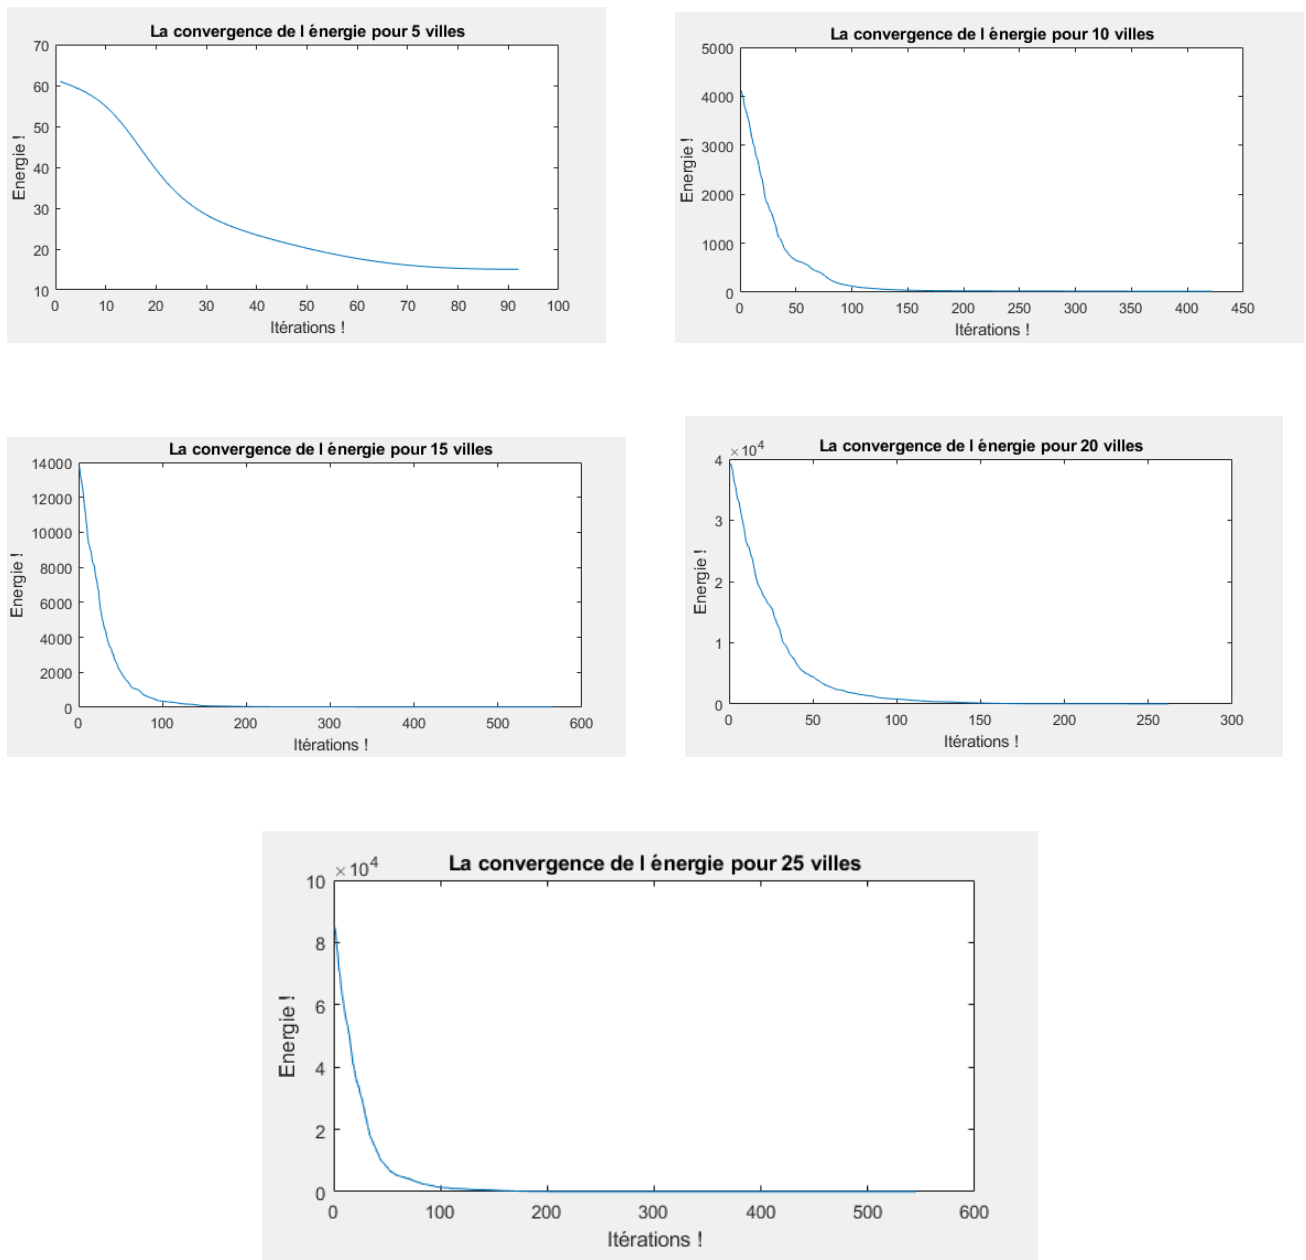 La convergence de l énergie pour 5 villes
70
60
50
40
30
20
10
Energie !
0 10 20 30 40 50 60 70 80 90 100
Itérations !
La convergence de l énergie pour 10 villes
5000
4000
3000
2000
1000
0
Energie !
0 50 100 150 200 250 300 350 400 450
Itérations !
La convergence de l énergie pour 15 villes
14000
12000
10000
8000
6000
4000
2000
0
Energie !
0 100 200 300 400 500 600
Itérations !
La convergence de l énergie pour 20 villes
× 10⁴
4
3
2
1
0
Energie !
0 50 100 150 200 250 300
Itérations !
La convergence de l énergie pour 25 villes
× 10⁴
10
8
6
4
2
0
Energie !
0 100 200 300 400 500 600
Itérations !